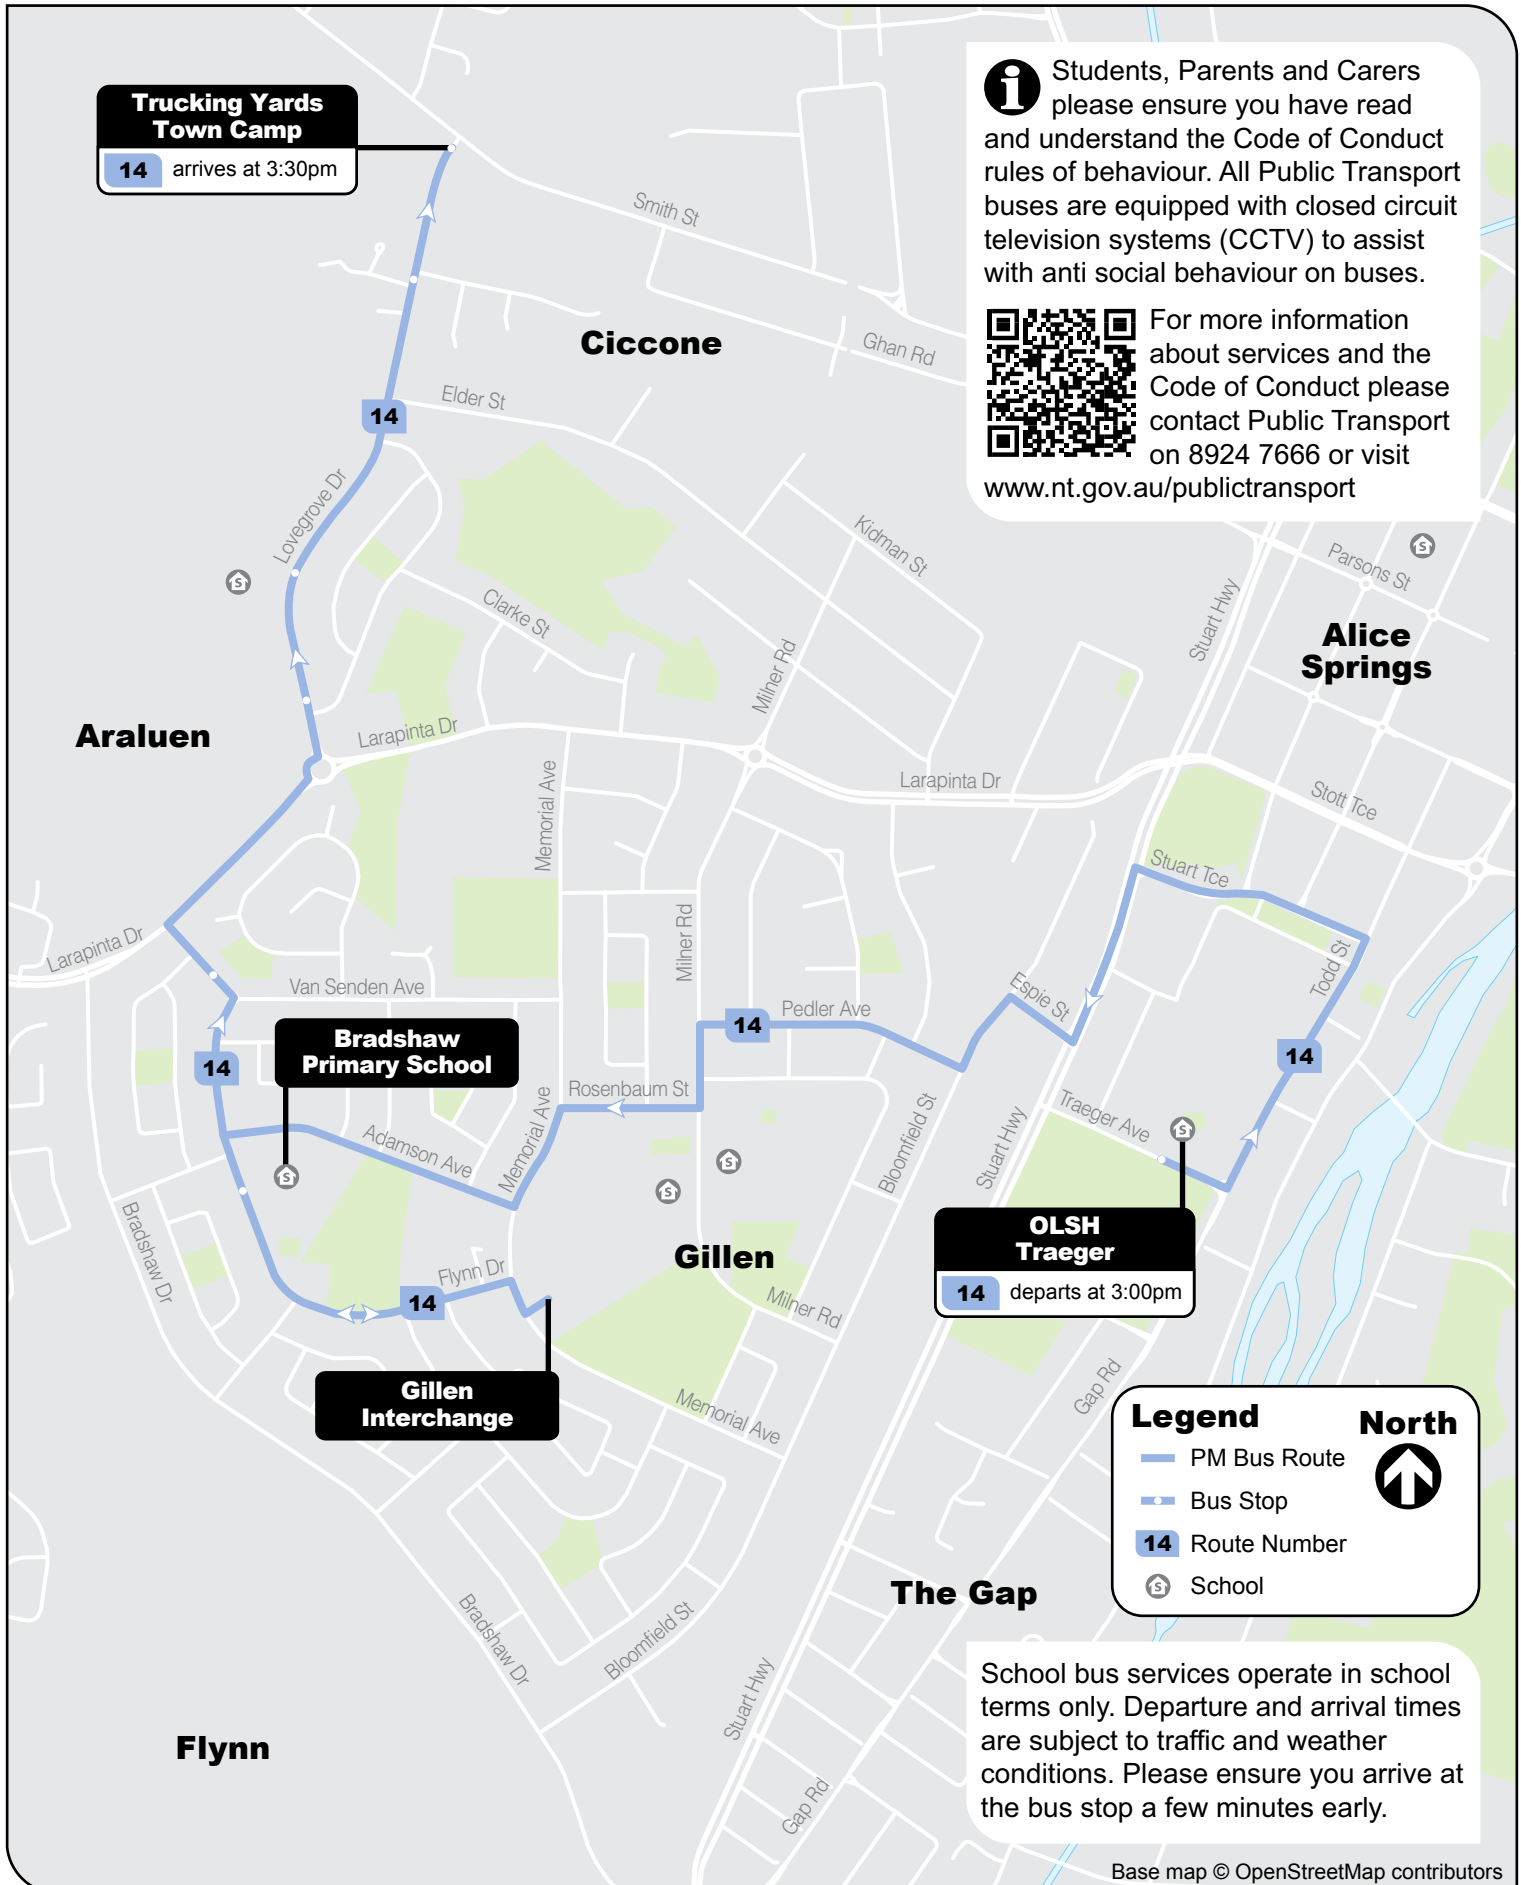 Trucking Yards
Town Camp
14 arrives at 3:30pm
Students, Parents and Carers
please ensure you have read
and understand the Code of Conduct
rules of behaviour. All Public Transport
buses are equipped with closed circuit
television systems (CCTV) to assist
with anti social behaviour on buses.
For more information
about services and the
Code of Conduct please
contact Public Transport
on 8924 7666 or visit
www.nt.gov.au/publictransport
Smith St
Ciccone
Ghan Rd
Elder St
14
Lovegrove Dr
Kidman St
Parsons St
Clarke St
Stuart Hwy
Alice
Springs
Milner Rd
Araluen
Larapinta Dr
Memorial Ave
Larapinta Dr
Stott Tce
Stuart Tce
Larapinta Dr
Milner Rd
Todd St
Van Senden Ave
Espie St
Pedler Ave
14
Bradshaw
Primary School
14
14
Rosenbaum St
Traeger Ave
Memorial Ave
Adamson Ave
Bloomfield St
Stuart Hwy
Bradshaw Dr
OLSH
Traeger
14 departs at 3:00pm
Gillen
Flynn Dr
14
Milner Rd
Gillen
Interchange
Gap Rd
Memorial Ave
Legend
North
PM Bus Route
Bus Stop
14 Route Number
School
The Gap
Bradshaw Dr
Bloomfield St
Stuart Hwy
Flynn
Gap Rd
School bus services operate in school
terms only. Departure and arrival times
are subject to traffic and weather
conditions. Please ensure you arrive at
the bus stop a few minutes early.
Base map © OpenStreetMap contributors